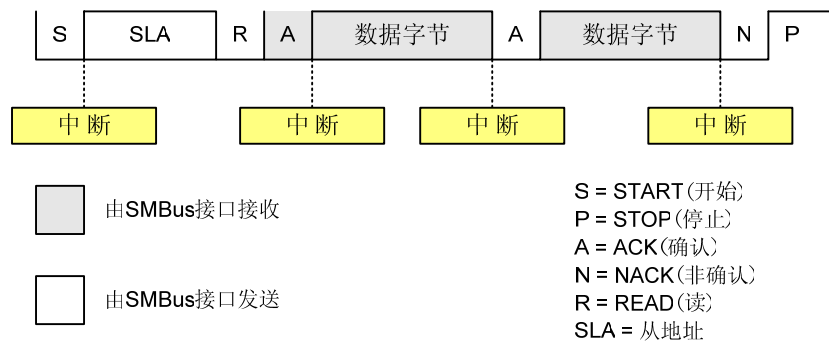 S SLA R A 数据字节 A 数据字节 N P
中断 中断 中断 中断
由SMBus接口接收
由SMBus接口发送
S = START(开始)
P = STOP(停止)
A = ACK(确认)
N = NACK(非确认)
R = READ(读)
SLA = 从地址